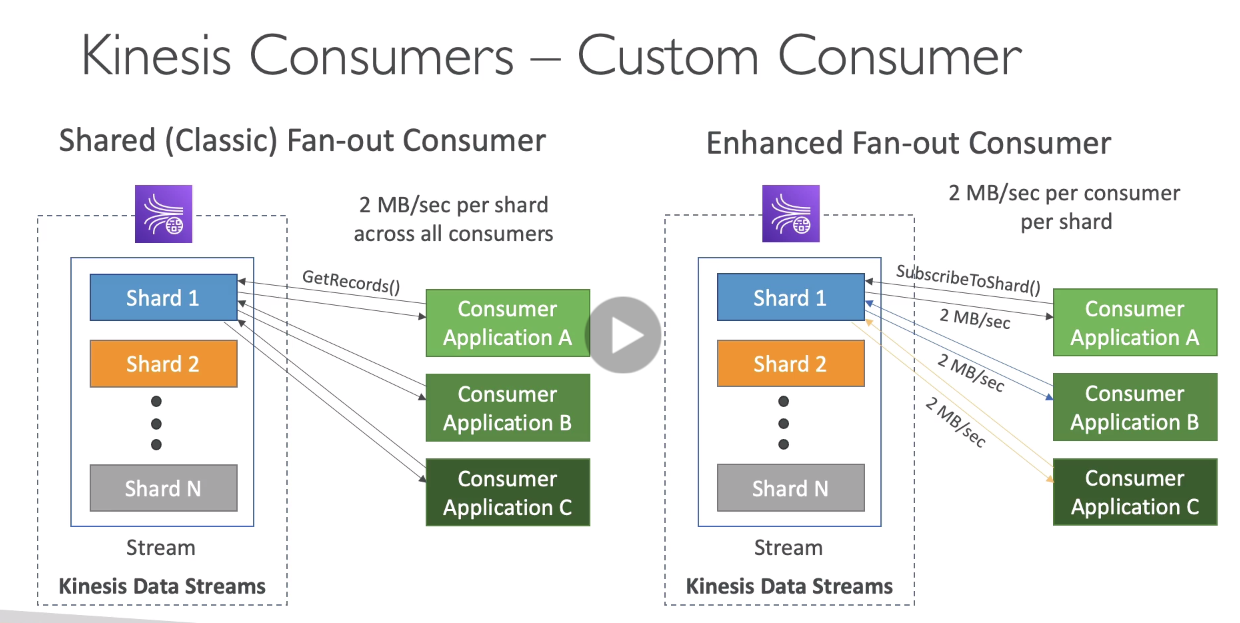 Kinesis Consumers – Custom Consumer
Shared (Classic) Fan-out Consumer
2 MB/sec per shard
across all consumers
GetRecords()
Shard 1
Shard 2
Shard N
Stream
Kinesis Data Streams
Consumer
Application A
Consumer
Application B
Consumer
Application C
Enhanced Fan-out Consumer
2 MB/sec per consumer
per shard
SubscribeToShard()
2 MB/sec
2 MB/sec
2 MB/sec
Shard 1
Shard 2
Shard N
Stream
Kinesis Data Streams
Consumer
Application A
Consumer
Application B
Consumer
Application C